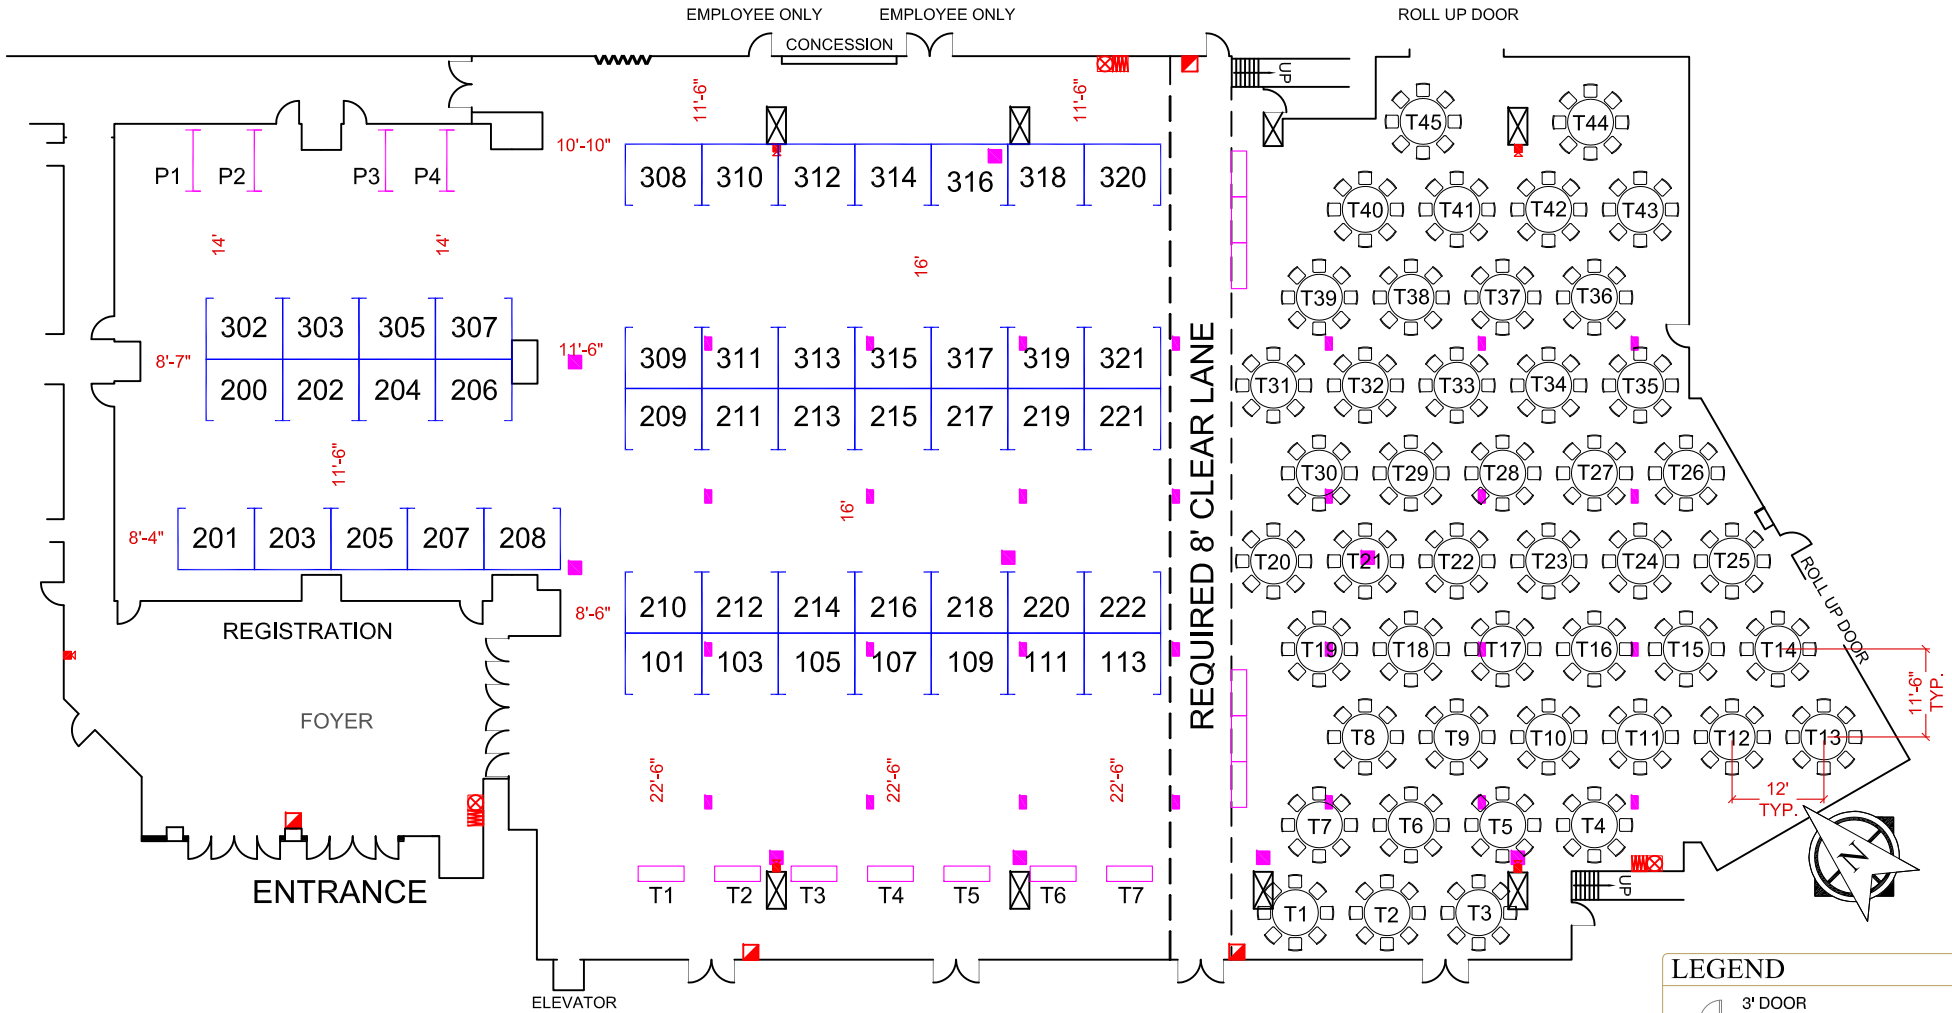 EMPLOYEE ONLY EMPLOYEE ONLY ROLL UP DOOR
CONCESSION
UP
11'-6" 11'-6"
T45 T44
10'-10"
P1 P2 P3 P4
308 310 312 314 316 318 320
T40 T41 T42 T43
14' 14' 16'
T39 T38 T37 T36
302 303 305 307
8'-7" 11'-6"
309 311 313 315 317 319 321
200 202 204 206
T31 T32 T33 T34 T35
209 211 213 215 217 219 221
REQUIRED 8' CLEAR LANE
11'-6"
T30 T29 T28 T27 T26
16'
8'-4" 201 203 205 207 208
T20 T21 T22 T23 T24 T25
ROLL UP DOOR
8'-6" 210 212 214 216 218 220 222
REGISTRATION
T19 T18 T17 T16 T15 T14
101 103 105 107 109 111 113
11'-6"
TYP.
FOYER
T8 T9 T10 T11 T12 T13
22'-6" 22'-6" 22'-6"
12'
TYP.
T7 T6 T5 T4
N
ENTRANCE
T1 T2 T3 T4 T5 T6 T7
UP
T1 T2 T3
ELEVATOR
LEGEND
3' DOOR